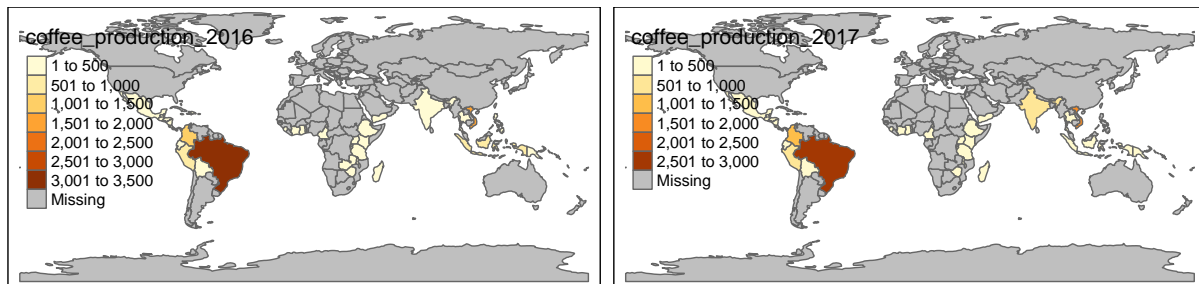 coffee_production_2016
1 to 500
501 to 1,000
1,001 to 1,500
1,501 to 2,000
2,001 to 2,500
2,501 to 3,000
3,001 to 3,500
Missing
coffee_production_2017
1 to 500
501 to 1,000
1,001 to 1,500
1,501 to 2,000
2,001 to 2,500
2,501 to 3,000
Missing